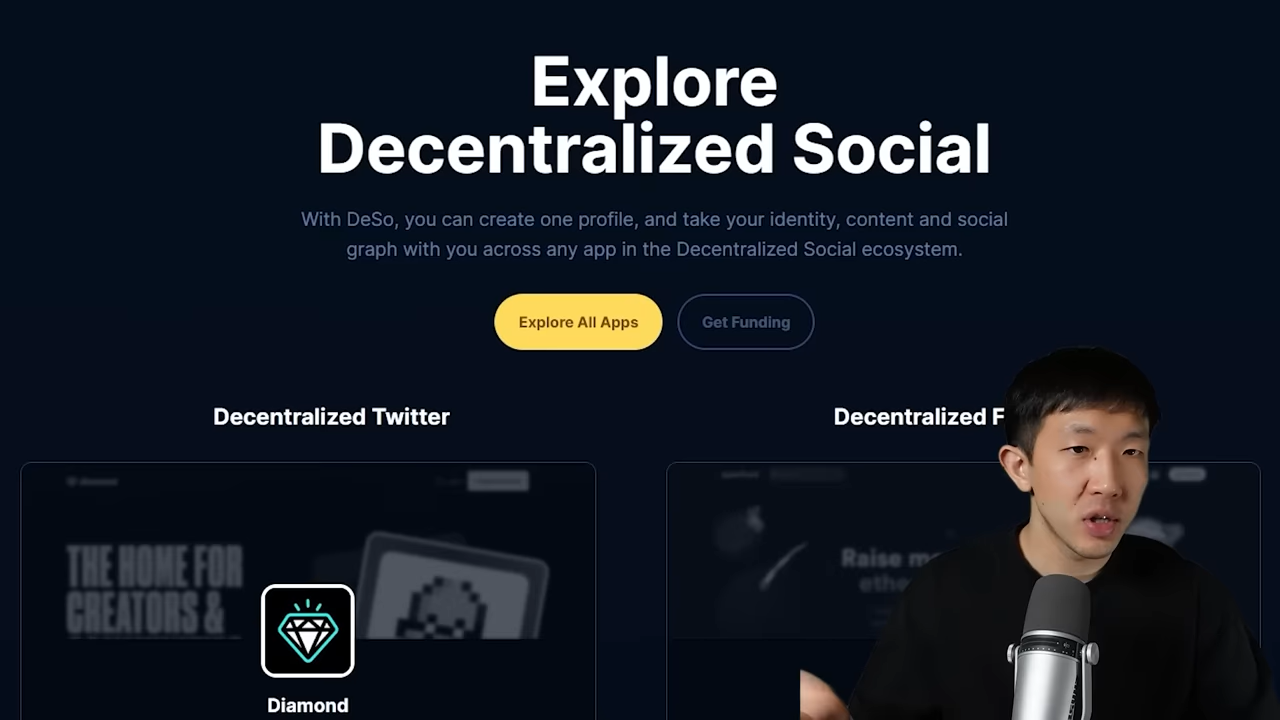 Explore
Decentralized Social
With DeSo, you can create one profile, and take your identity, content and social
graph with you across any app in the Decentralized Social ecosystem.
Explore All Apps
Get Funding
Decentralized Twitter
Decentralized F
THE HOME FOR
CREATORS &
Raise
Diamond